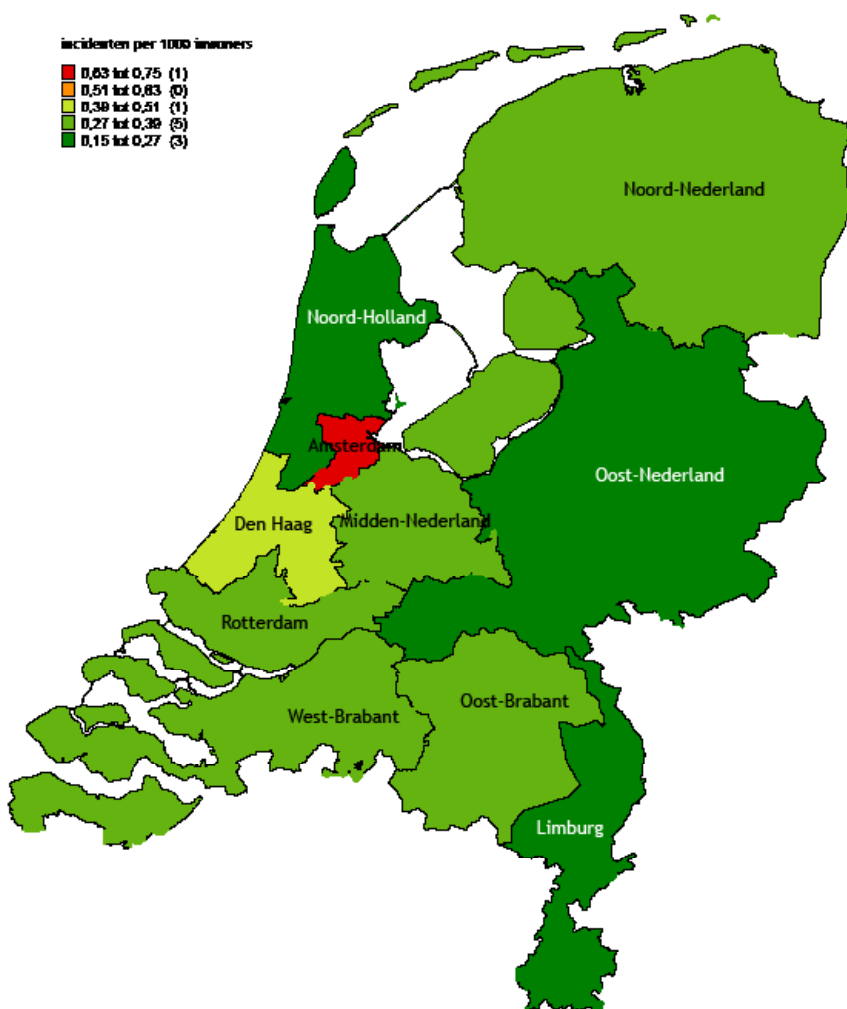 incidenten per 1000 inwoners
0,63 tot 0,75 (1)
0,51 tot 0,63 (0)
0,39 tot 0,51 (1)
0,27 tot 0,39 (5)
0,15 tot 0,27 (3)
Noord-Nederland
Noord-Holland
Amsterdam
Oost-Nederland
Den Haag
Midden-Nederland
Rotterdam
West-Brabant
Oost-Brabant
Limburg